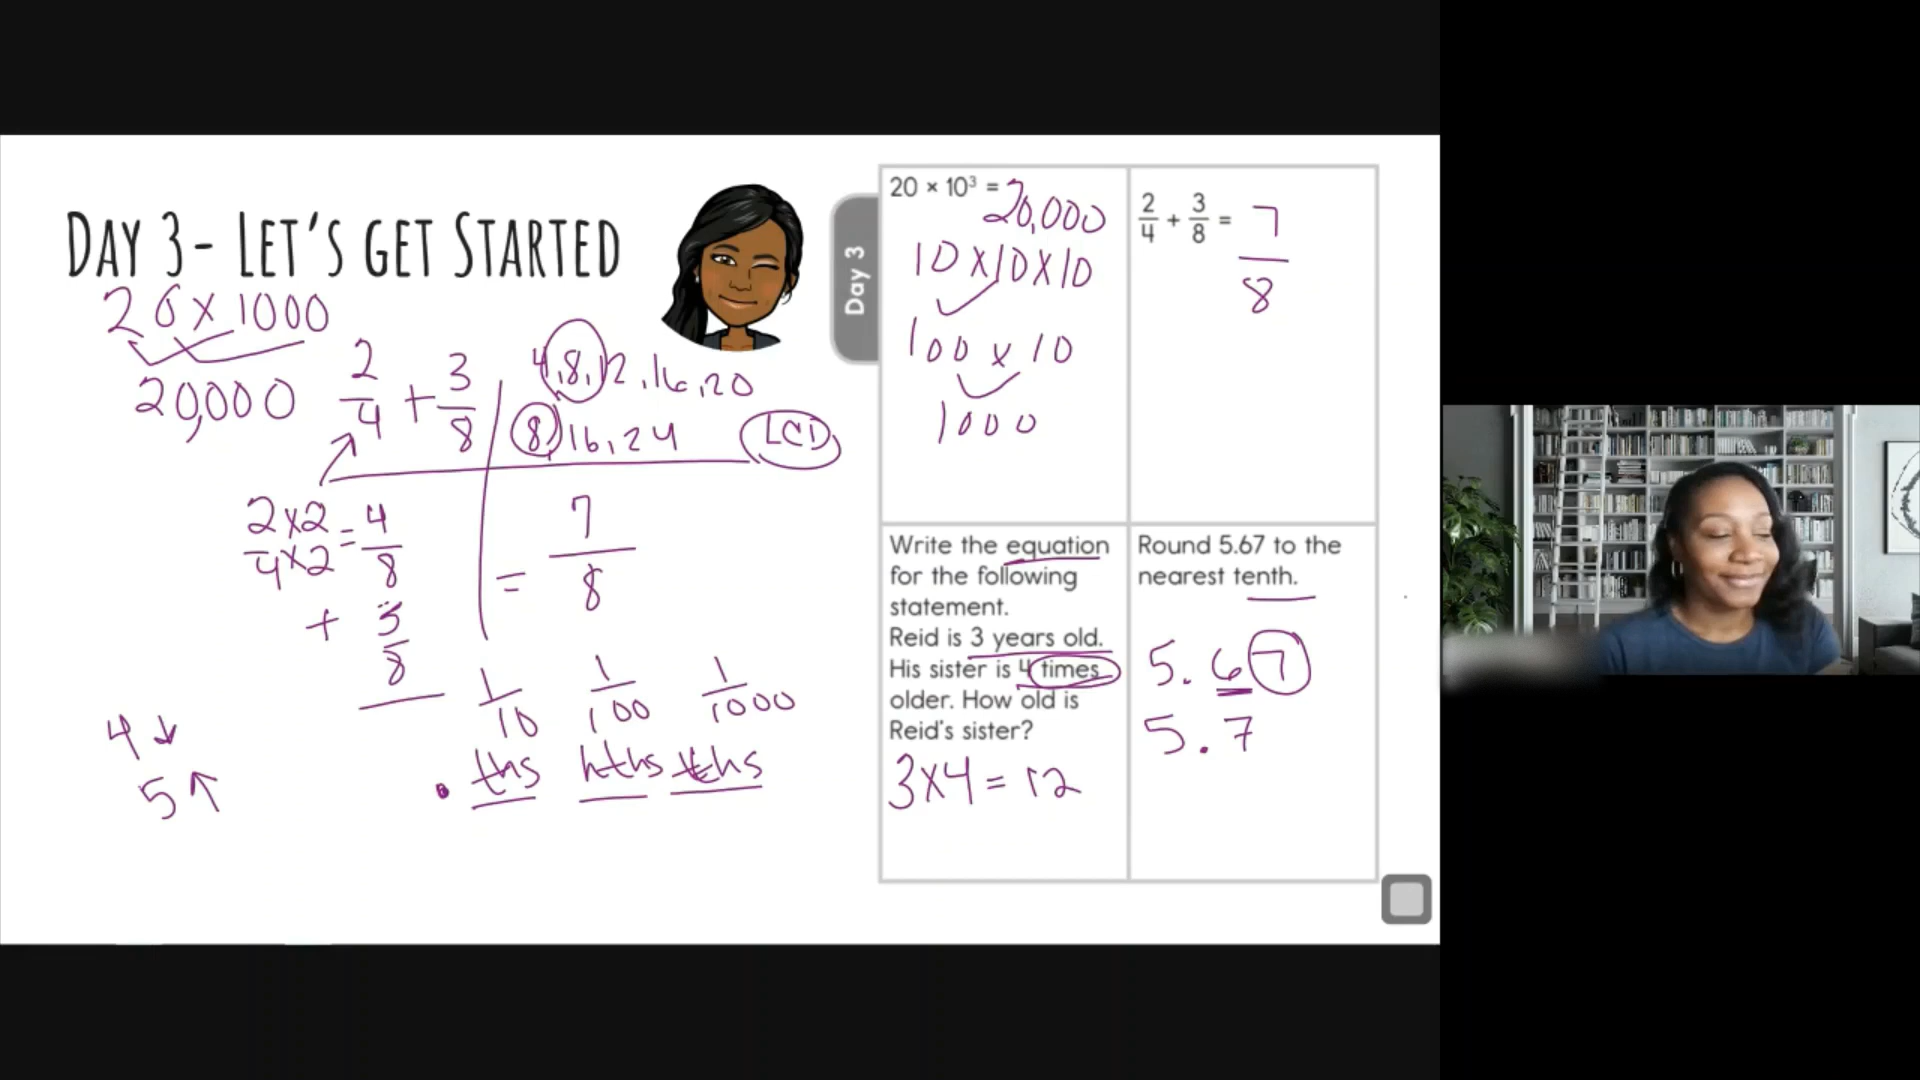 DAY 3- LET'S GET STARTED
20 x 1000
20,000
2/4 + 3/8
4,8,12,16,20
8,16,24
LCD
2x2/4x2 = 4/8
+ 3/8
= 7/8
1/10 1/100 1/1000
. ths hths tths
4 ↓
5 ↑
Day 3
20 × 10³ = 20,000
10 x 10 x 10
100 x 10
1000
2/4 + 3/8 = 7/8
Write the equation
for the following
statement.
Reid is 3 years old.
His sister is 4 times
older. How old is
Reid's sister?
3x4 = 12
Round 5.67 to the
nearest tenth.
5.67
5.7